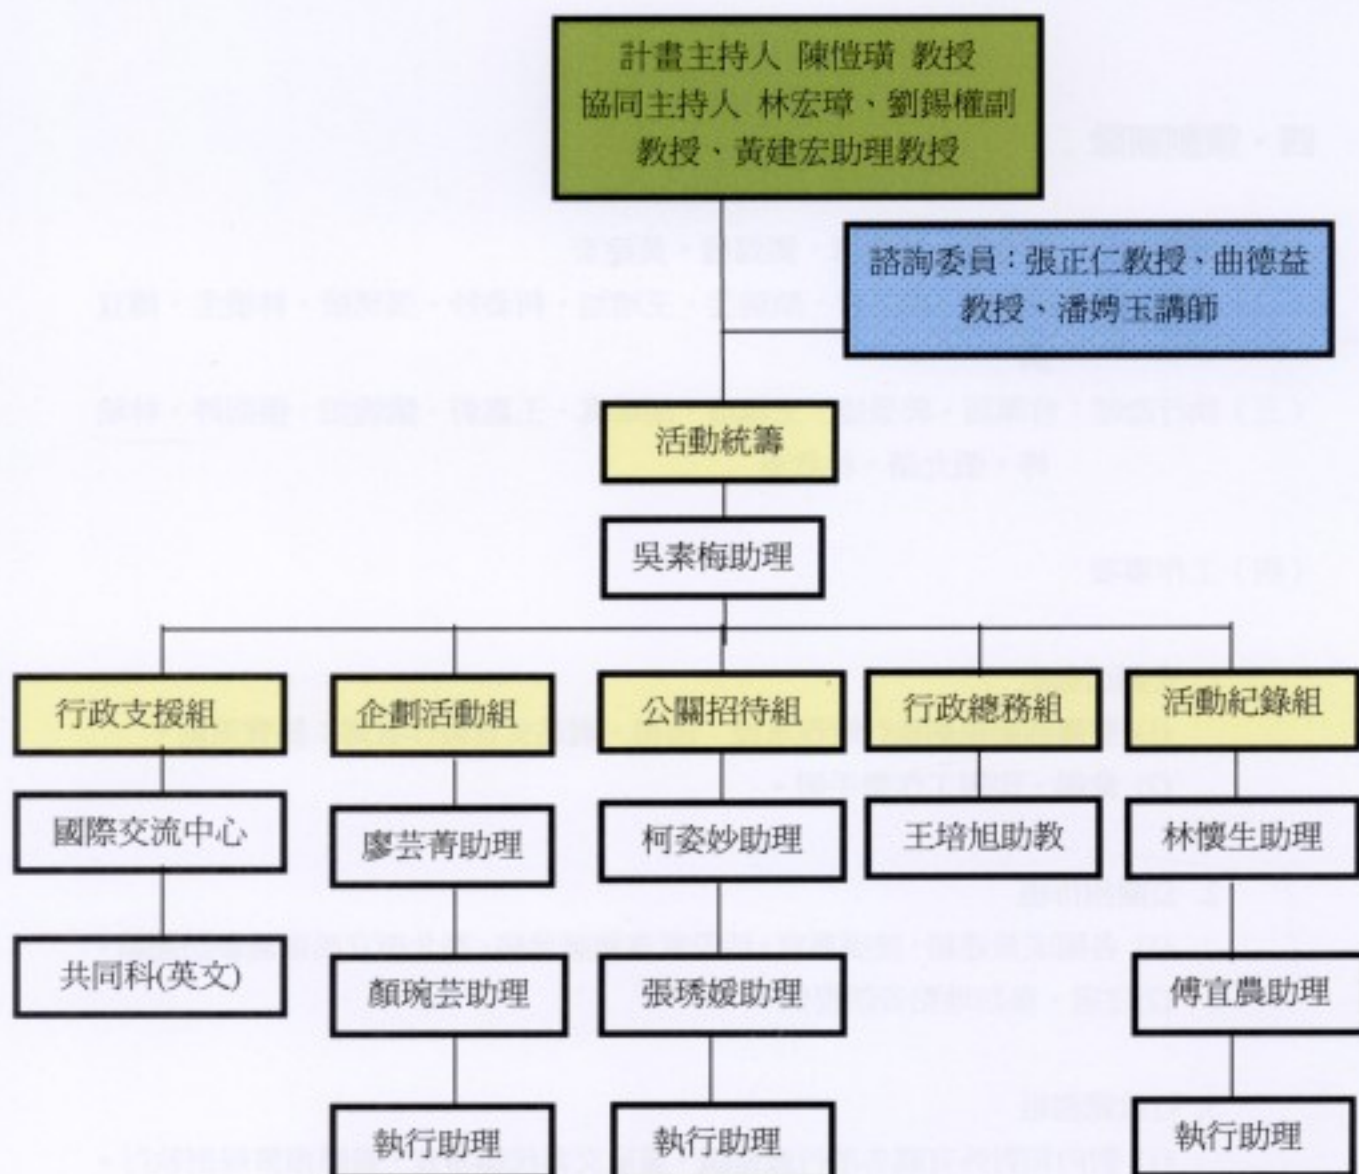 計畫主持人 陳愷璜 教授
協同主持人 林宏璋、劉錫權副
教授、黃建宏助理教授
諮詢委員：張正仁教授、曲德益
教授、潘娉玉講師
活動統籌
吳素梅助理
行政支援組
企劃活動組
公關招待組
行政總務組
活動紀錄組
國際交流中心
廖芸菁助理
柯姿妙助理
王培旭助教
林懷生助理
共同科(英文)
顏琬芸助理
張琇媛助理
傅宜農助理
執行助理
執行助理
執行助理